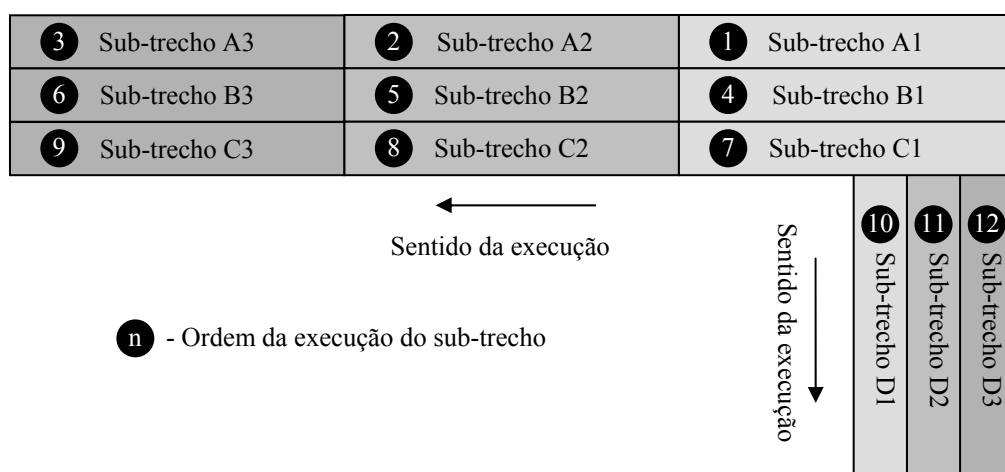 3 Sub-trecho A3 2 Sub-trecho A2 1 Sub-trecho A1
6 Sub-trecho B3 5 Sub-trecho B2 4 Sub-trecho B1
9 Sub-trecho C3 8 Sub-trecho C2 7 Sub-trecho C1
Sentido da execução
n - Ordem da execução do sub-trecho
Sentido da execução
10 Sub-trecho D1
11 Sub-trecho D2
12 Sub-trecho D3